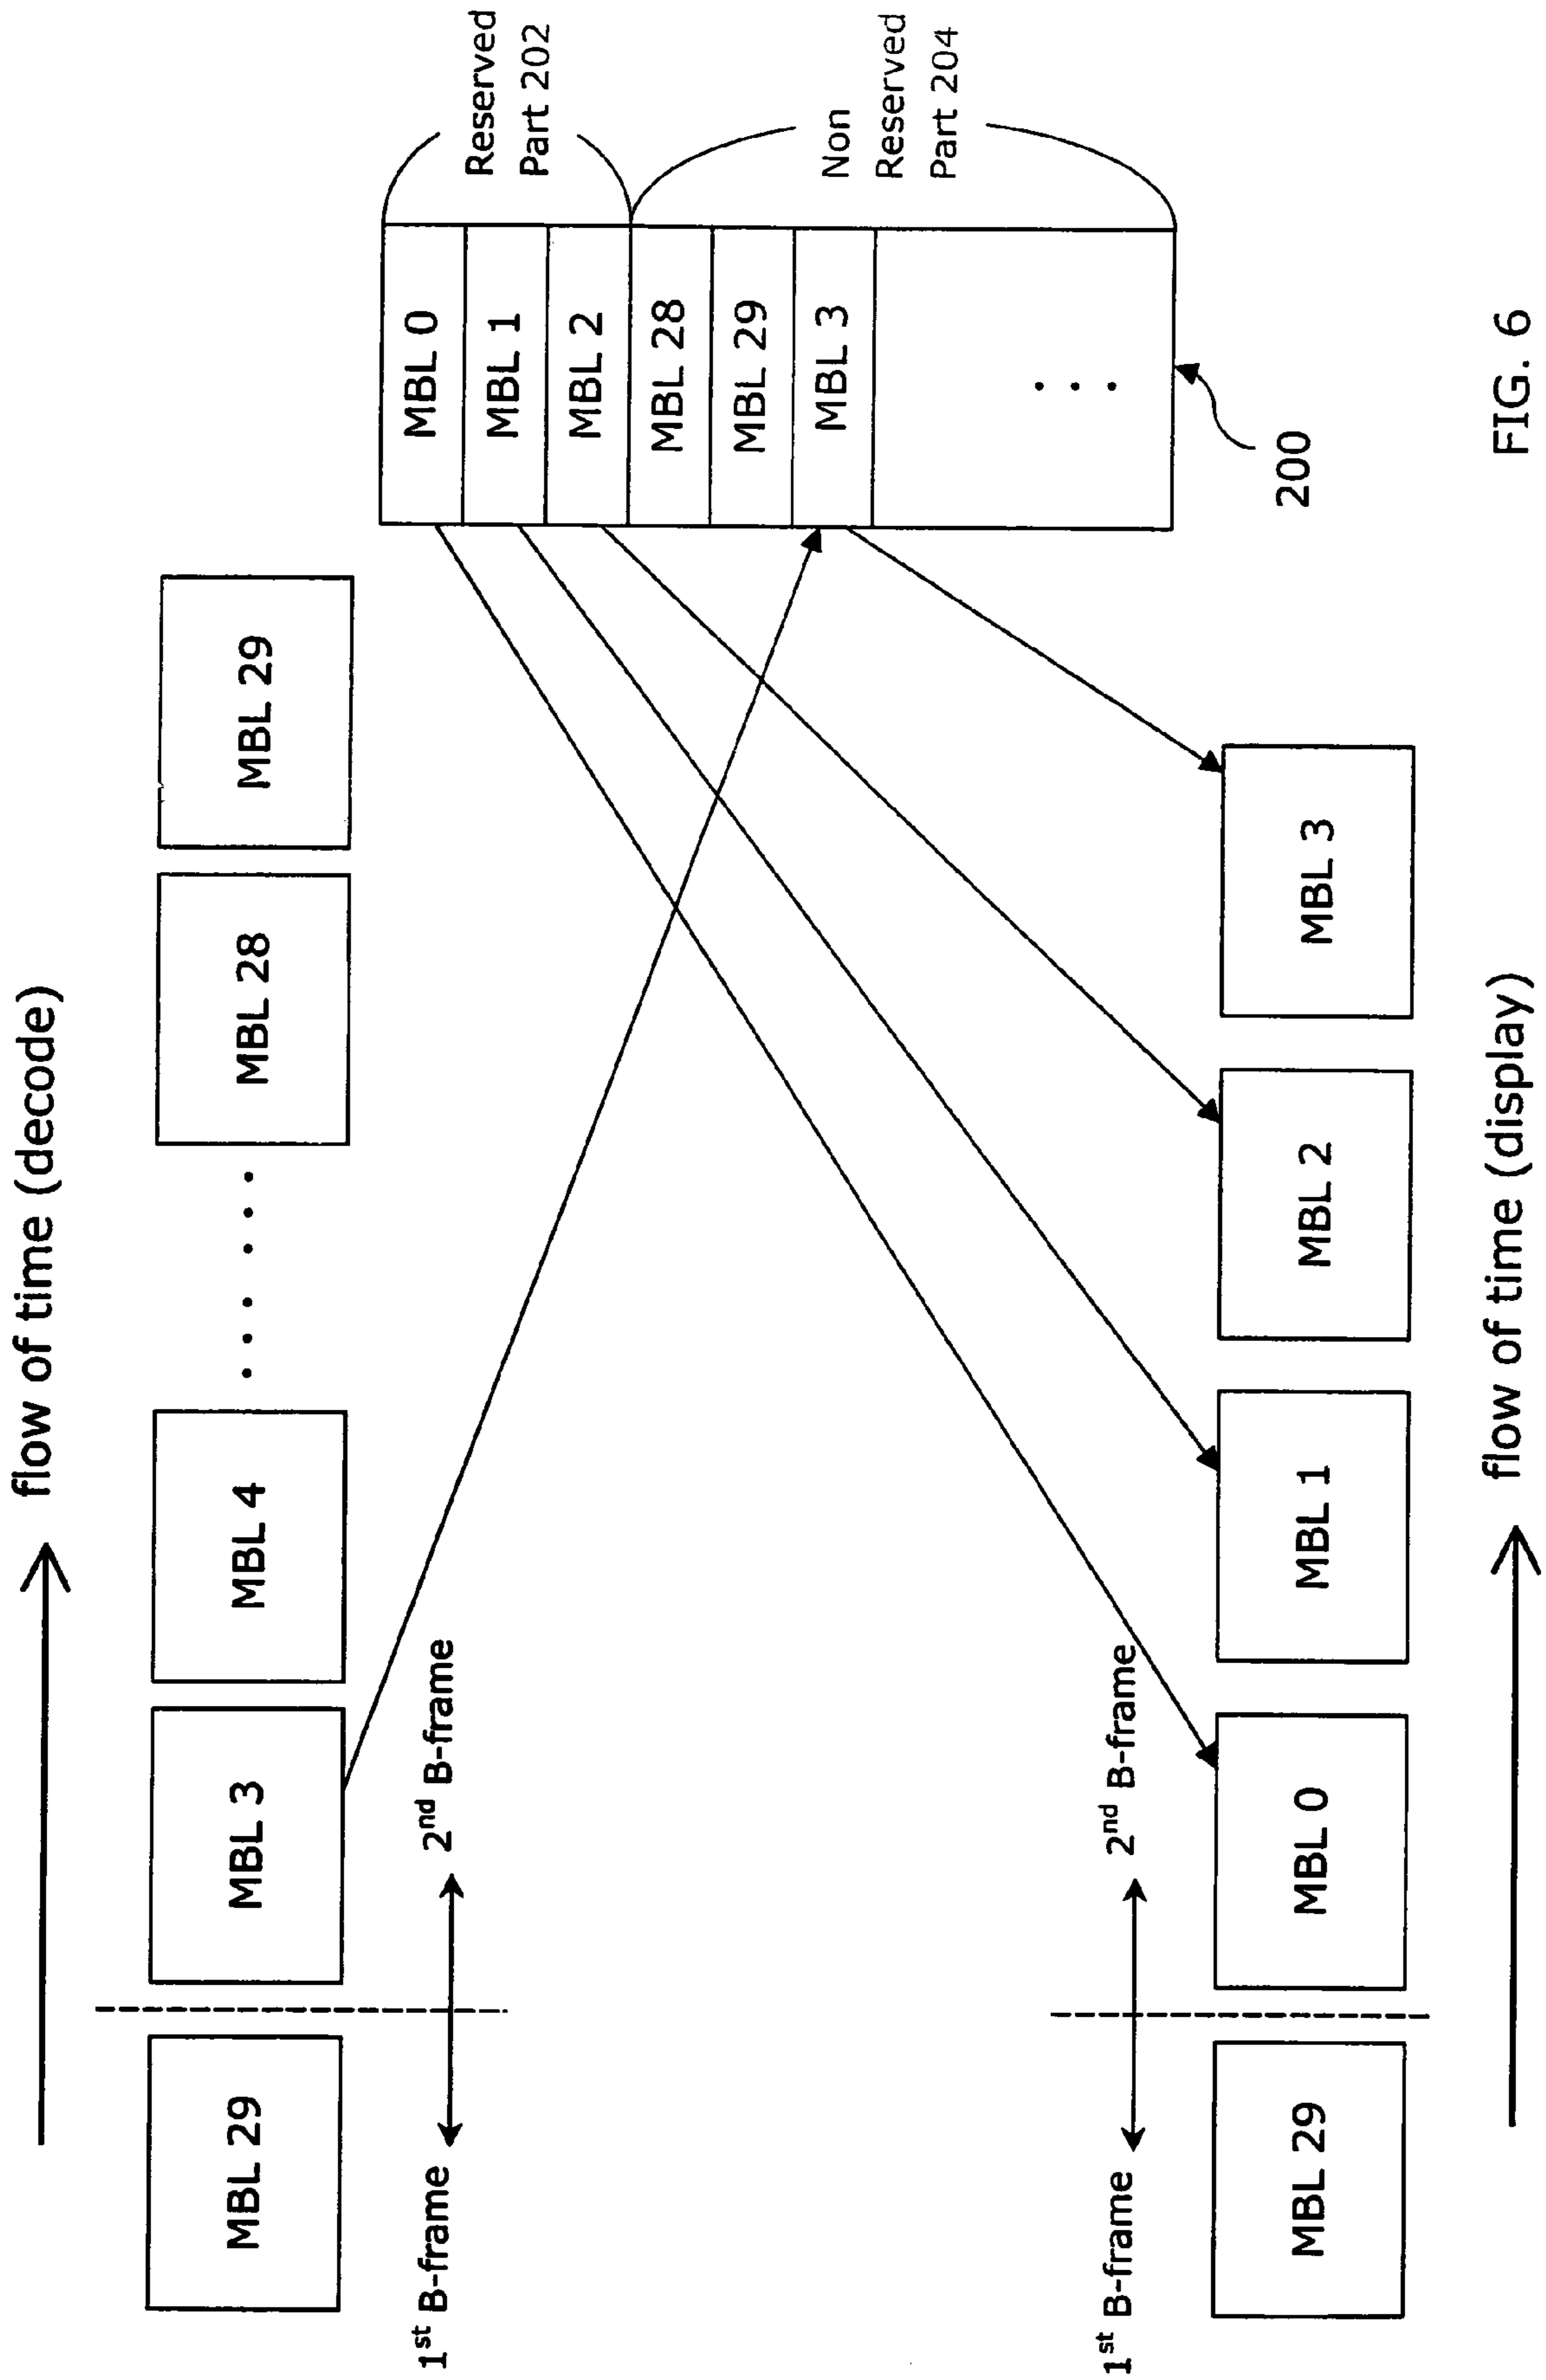 flow of time (decode)
MBL 29
MBL 3
MBL 4
MBL 28
MBL 29
1st B-frame
2nd B-frame
MBL 0
MBL 1
MBL 2
MBL 28
MBL 29
MBL 3
Reserved
Part 202
Non
Reserved
Part 204
200
1st B-frame
2nd B-frame
MBL 29
MBL 0
MBL 1
MBL 2
MBL 3
flow of time (display)
FIG. 6